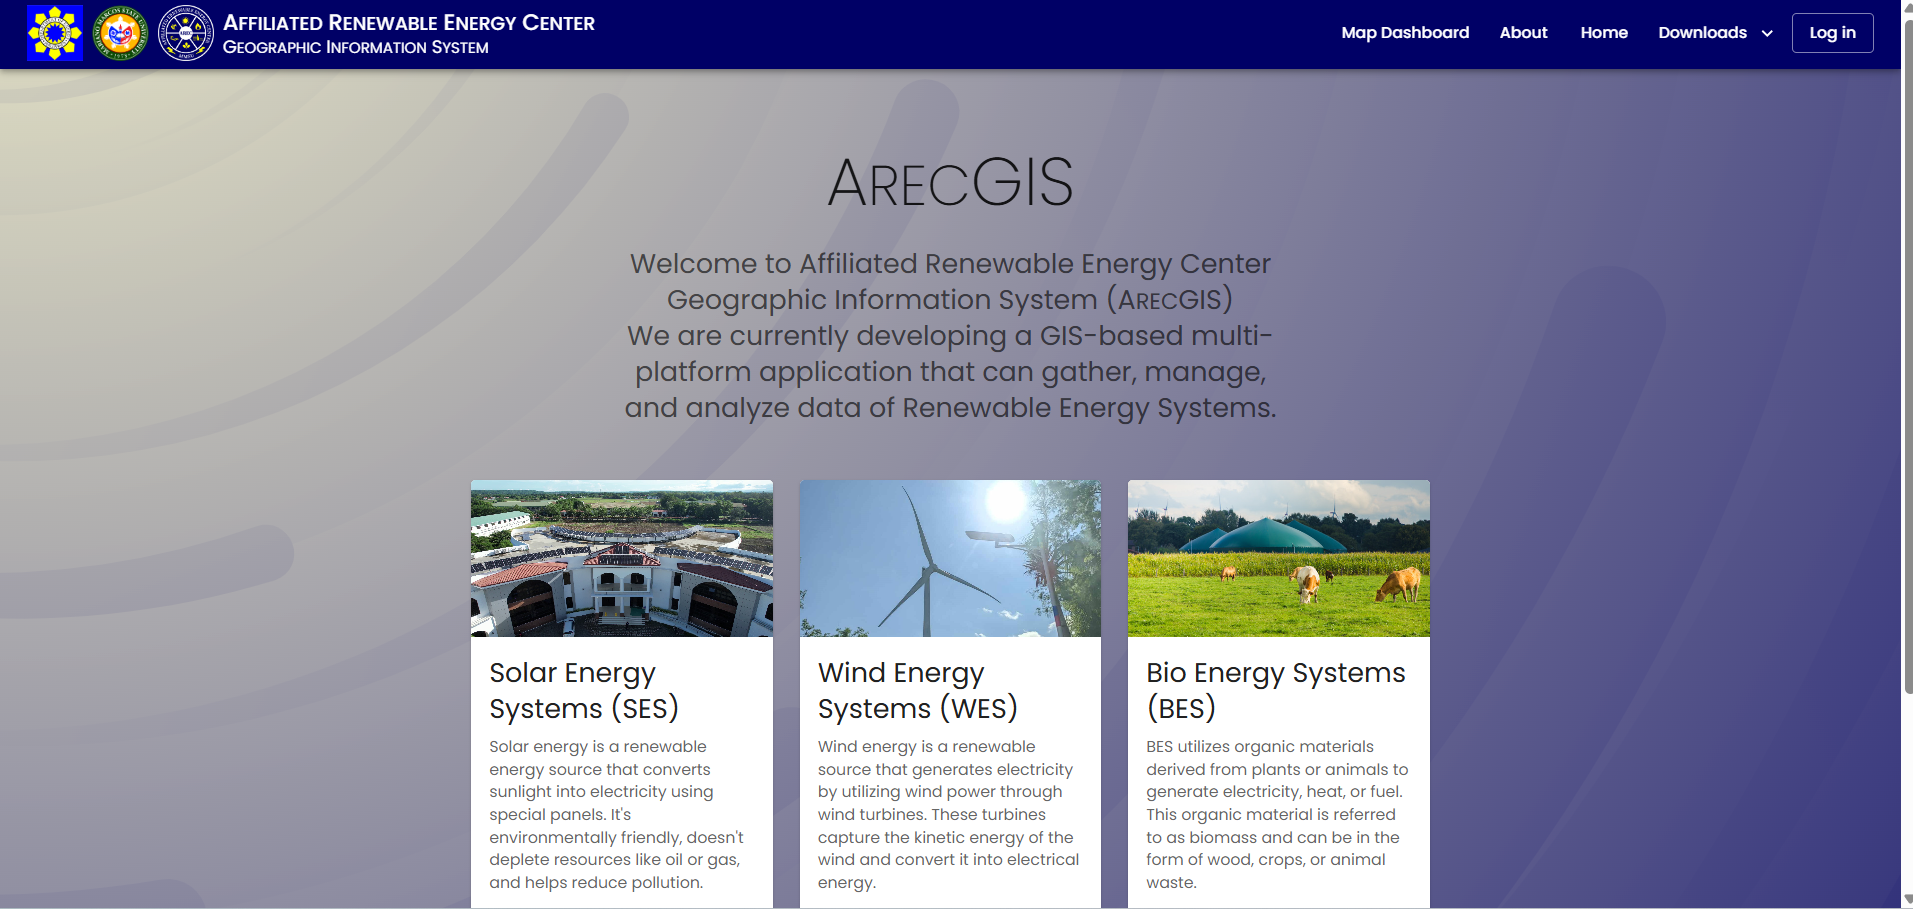 AFFILIATED RENEWABLE ENERGY CENTER
GEOGRAPHIC INFORMATION SYSTEM
Map Dashboard
About
Home
Downloads
Log in
ARECGIS
Welcome to Affiliated Renewable Energy Center
Geographic Information System (ARECGIS)
We are currently developing a GIS-based multi-
platform application that can gather, manage,
and analyze data of Renewable Energy Systems.
Solar Energy
Systems (SES)
Solar energy is a renewable
energy source that converts
sunlight into electricity using
special panels. It's
environmentally friendly, doesn't
deplete resources like oil or gas,
and helps reduce pollution.
Wind Energy
Systems (WES)
Wind energy is a renewable
source that generates electricity
by utilizing wind power through
wind turbines. These turbines
capture the kinetic energy of the
wind and convert it into electrical
energy.
Bio Energy Systems
(BES)
BES utilizes organic materials
derived from plants or animals to
generate electricity, heat, or fuel.
This organic material is referred
to as biomass and can be in the
form of wood, crops, or animal
waste.